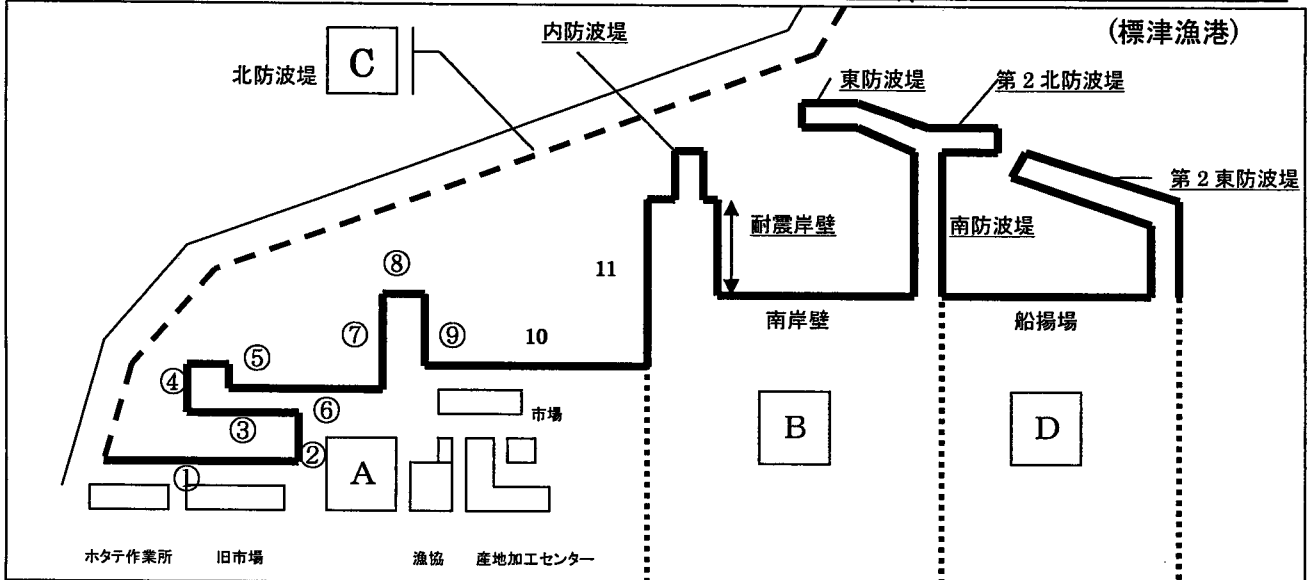 (標津漁港)
内防波堤
北防波堤
C
東防波堤
第2北防波堤
第2東防波堤
耐震岸壁
南防波堤
⑧
11
⑦
⑨
10
南岸壁
船揚場
⑤
④
⑥
市場
③
②
①
A
B
D
ホタテ作業所
旧市場
漁協
産地加工センター